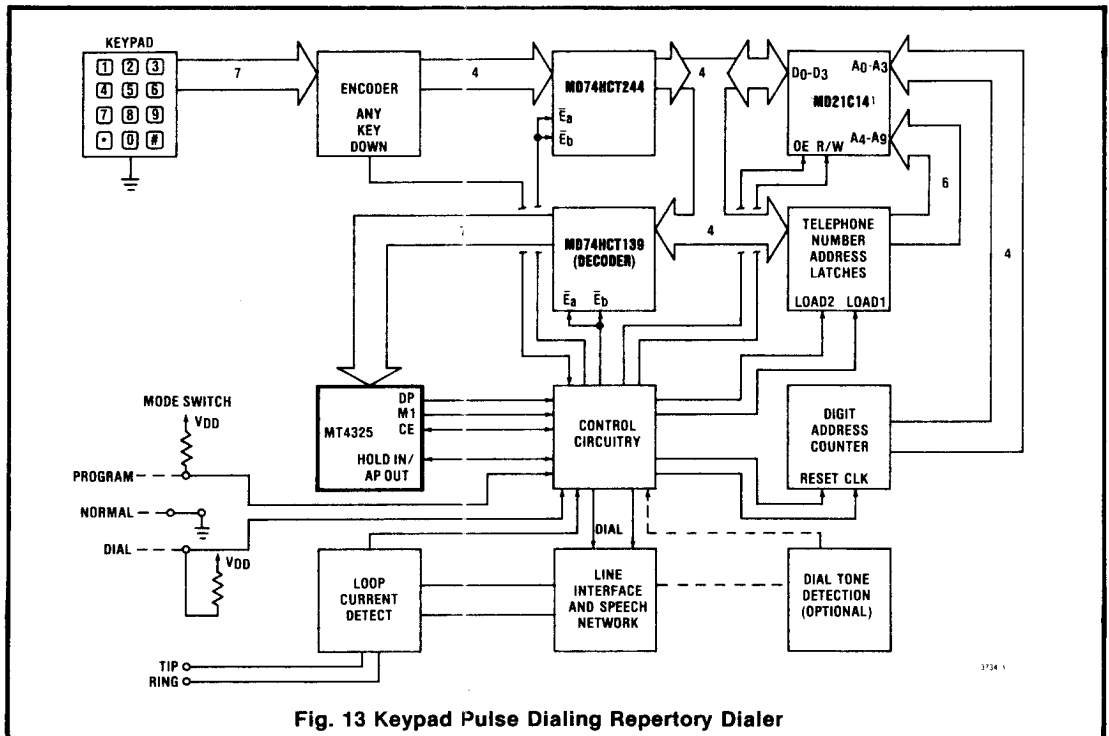 KEYPAD
1 2 3
4 5 6
7 8 9
* 0 #
7
ENCODER
ANY
KEY
DOWN
4
MD74HCT244
Ea
Eb
4
D0-D3
A0-A3
MD21C14
A4-A9
OE R/W
6
MD74HCT139
(DECODER)
Ea Eb
4
TELEPHONE
NUMBER
ADDRESS
LATCHES
LOAD2 LOAD1
4
MODE SWITCH
VDD
PROGRAM
NORMAL
DIAL
VDD
MT4325
DP
M1
CE
HOLD IN/
AP OUT
CONTROL
CIRCUITRY
DIGIT
ADDRESS
COUNTER
RESET CLK
DIAL
LOOP
CURRENT
DETECT
LINE
INTERFACE
AND SPEECH
NETWORK
DIAL TONE
DETECTION
(OPTIONAL)
TIP
RING
Fig. 13 Keypad Pulse Dialing Repertory Dialer